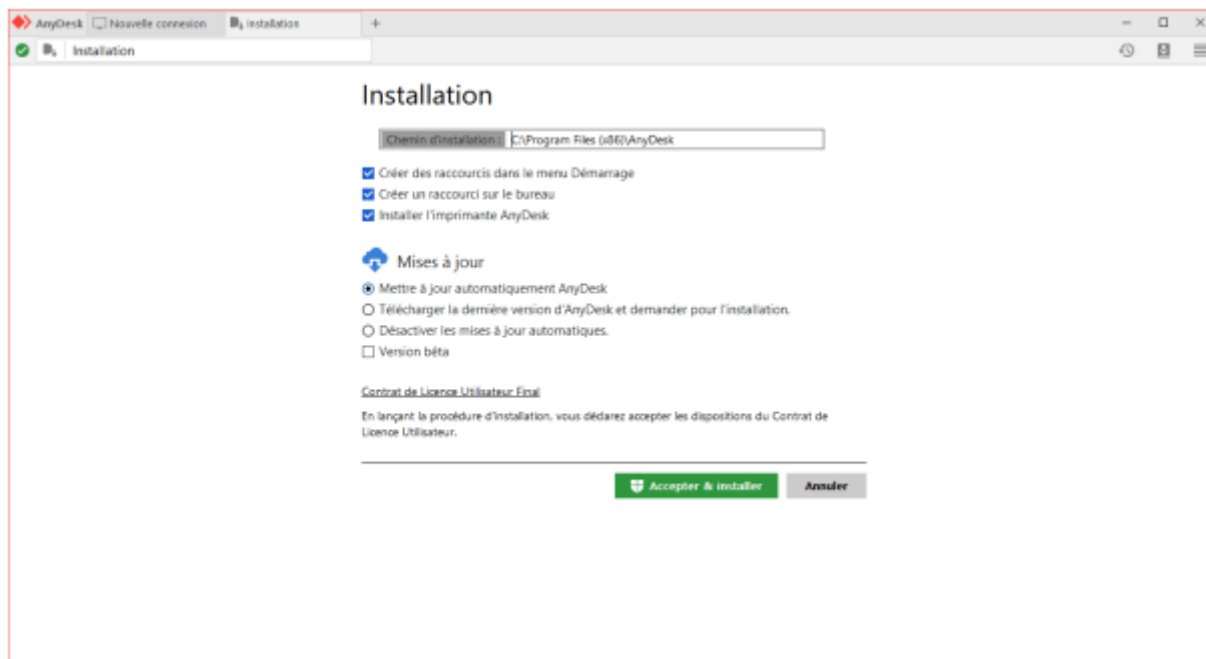 AnyDesk Nouvelle connexion Installation
Installation
Installation
Chemin d'installation : C:\Program Files (x86)\AnyDesk
Créer des raccourcis dans le menu Démarrage
Créer un raccourci sur le bureau
Installer l'imprimante AnyDesk
Mises à jour
Mettre à jour automatiquement AnyDesk
Télécharger la dernière version d'AnyDesk et demander pour l'installation.
Désactiver les mises à jour automatiques.
Version bêta
Contrat de Licence Utilisateur Final
En lançant la procédure d'installation, vous déclarez accepter les dispositions du Contrat de
Licence Utilisateur.
Accepter & installer Annuler